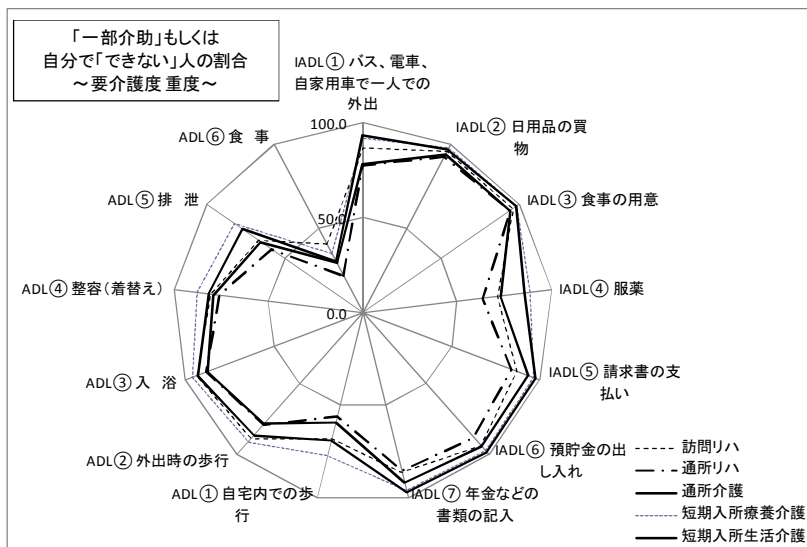 「一部介助」もしくは
自分で「できない」人の割合
~要介護度 重度~
IADL① バス、電車、
自家用車で一人での
外出
IADL② 日用品の買
物
IADL③ 食事の用意
IADL④ 服薬
IADL⑤ 請求書の支
払い
IADL⑥ 預貯金の出
し入れ
IADL⑦ 年金などの
書類の記入
ADL① 自宅内での歩
行
ADL② 外出時の歩行
ADL③ 入 浴
ADL④ 整容(着替え)
ADL⑤ 排 泄
ADL⑥ 食 事
100.0
50.0
0.0
訪問リハ
通所リハ
通所介護
短期入所療養介護
短期入所生活介護